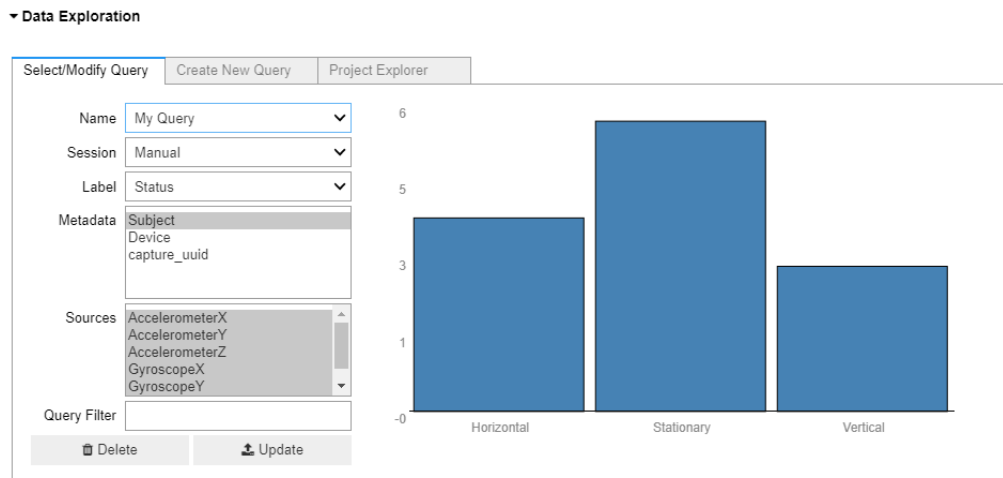 Data Exploration
Select/Modify Query
Create New Query
Project Explorer
Name
My Query
Session
Manual
Label
Status
Metadata
Subject
Device
capture_uuid
Sources
AccelerometerX
AccelerometerY
AccelerometerZ
GyroscopeX
GyroscopeY
Query Filter
Delete
Update
6
5
3
1
-0
Horizontal
Stationary
Vertical